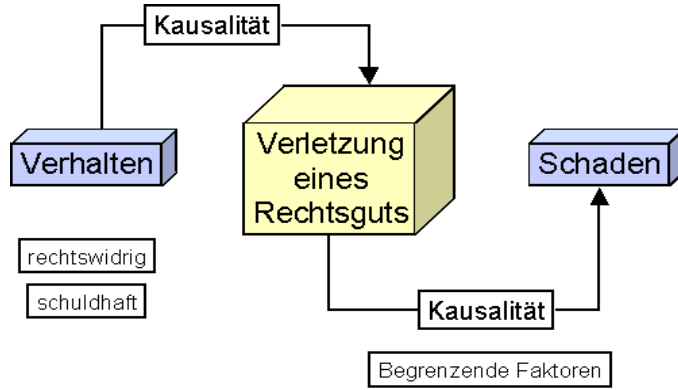 Kausalität
Verhalten
Verletzung
eines
Rechtsguts
Schaden
rechtswidrig
schuldhaft
Kausalität
Begrenzende Faktoren